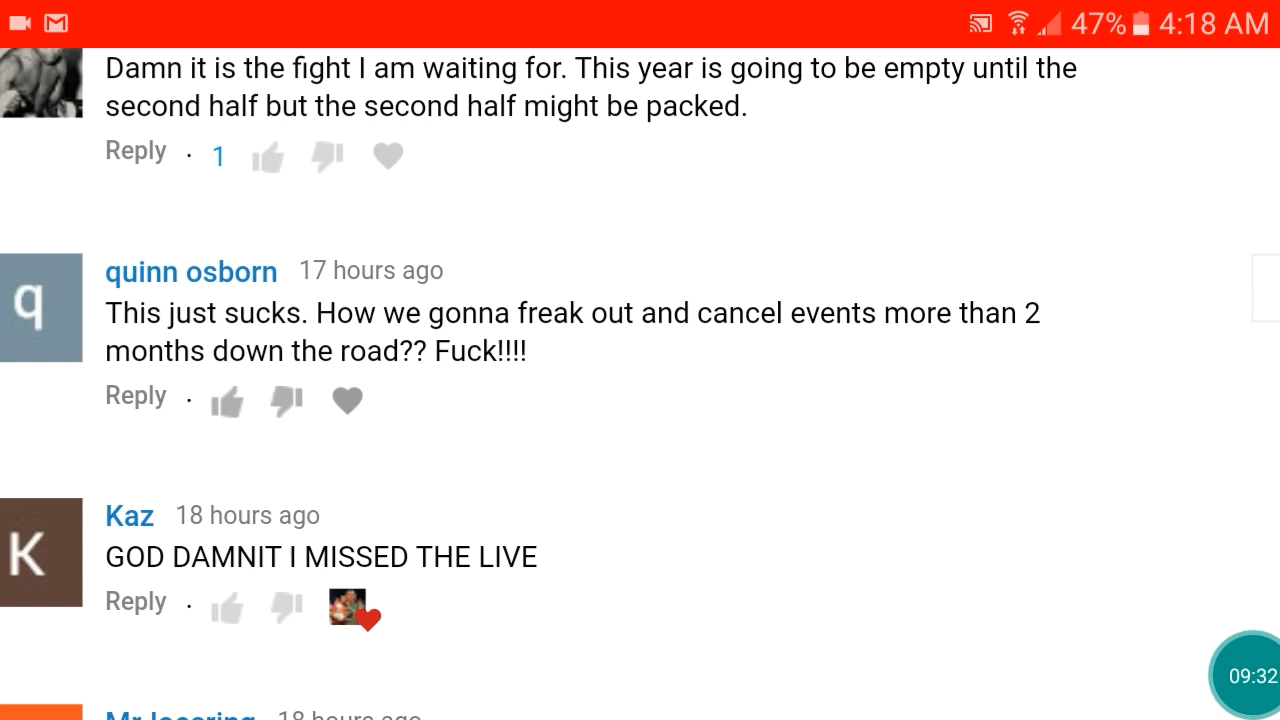 47% 4:18 AM
Damn it is the fight I am waiting for. This year is going to be empty until the
second half but the second half might be packed.
Reply . 1
q
quinn osborn 17 hours ago
This just sucks. How we gonna freak out and cancel events more than 2
months down the road?? Fuck!!!!
Reply .
K
Kaz 18 hours ago
GOD DAMNIT I MISSED THE LIVE
Reply .
09:32
18 hours ago